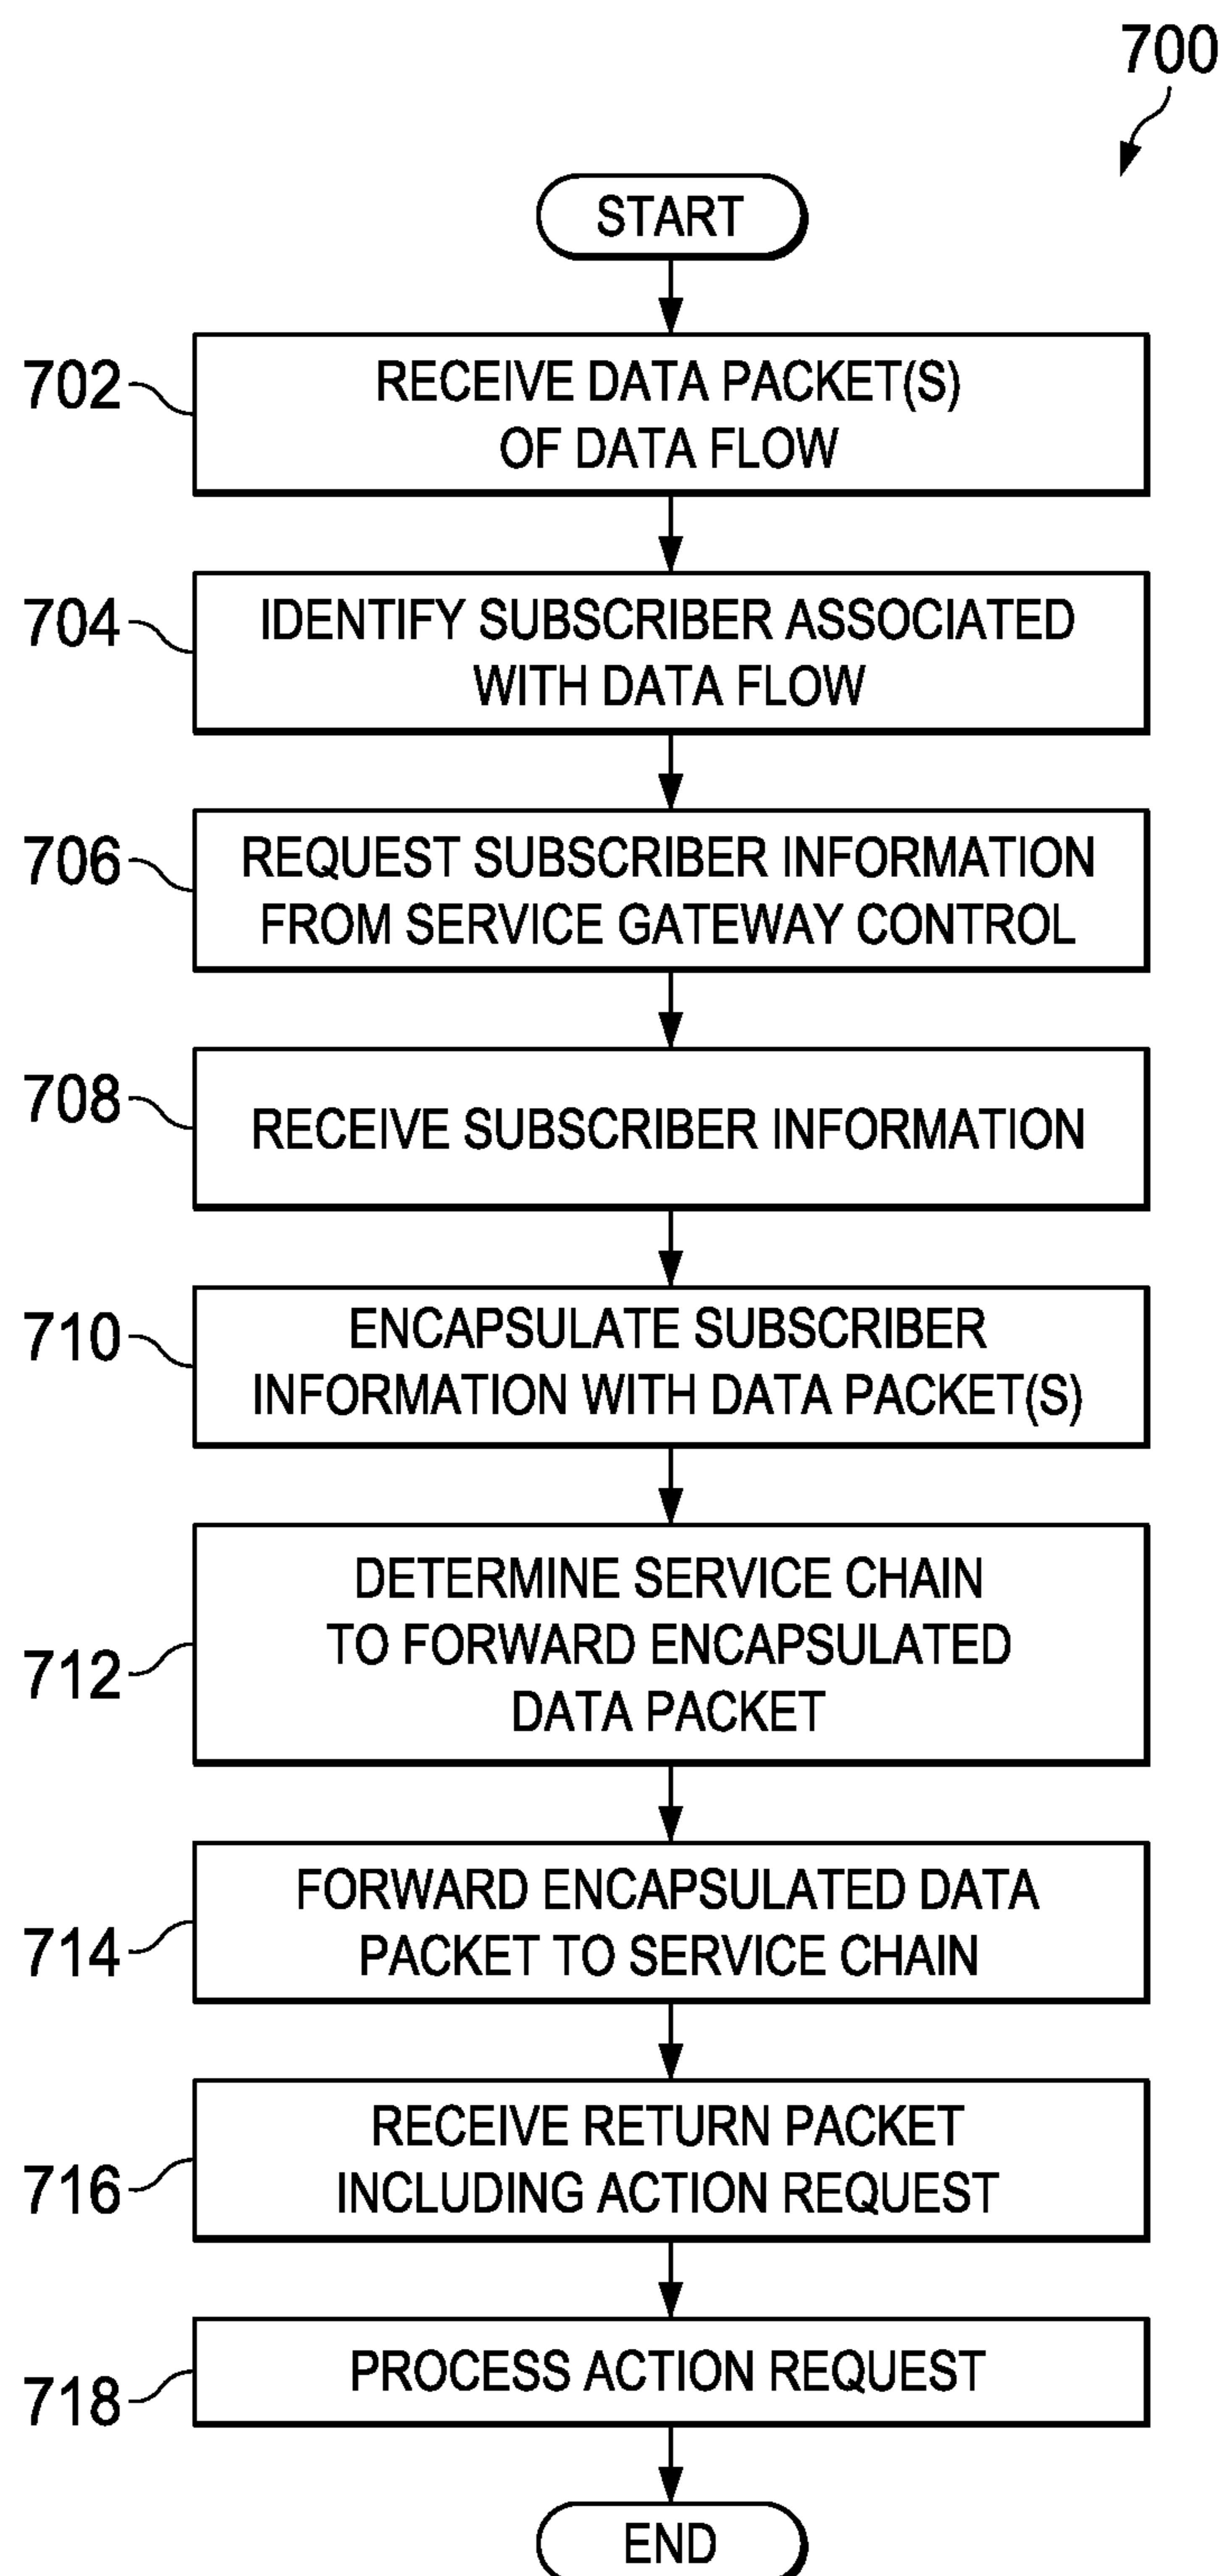 700
START
702
RECEIVE DATA PACKET(S)
OF DATA FLOW
704
IDENTIFY SUBSCRIBER ASSOCIATED
WITH DATA FLOW
706
REQUEST SUBSCRIBER INFORMATION
FROM SERVICE GATEWAY CONTROL
708
RECEIVE SUBSCRIBER INFORMATION
710
ENCAPSULATE SUBSCRIBER
INFORMATION WITH DATA PACKET(S)
712
DETERMINE SERVICE CHAIN
TO FORWARD ENCAPSULATED
DATA PACKET
714
FORWARD ENCAPSULATED DATA
PACKET TO SERVICE CHAIN
716
RECEIVE RETURN PACKET
INCLUDING ACTION REQUEST
718
PROCESS ACTION REQUEST
END